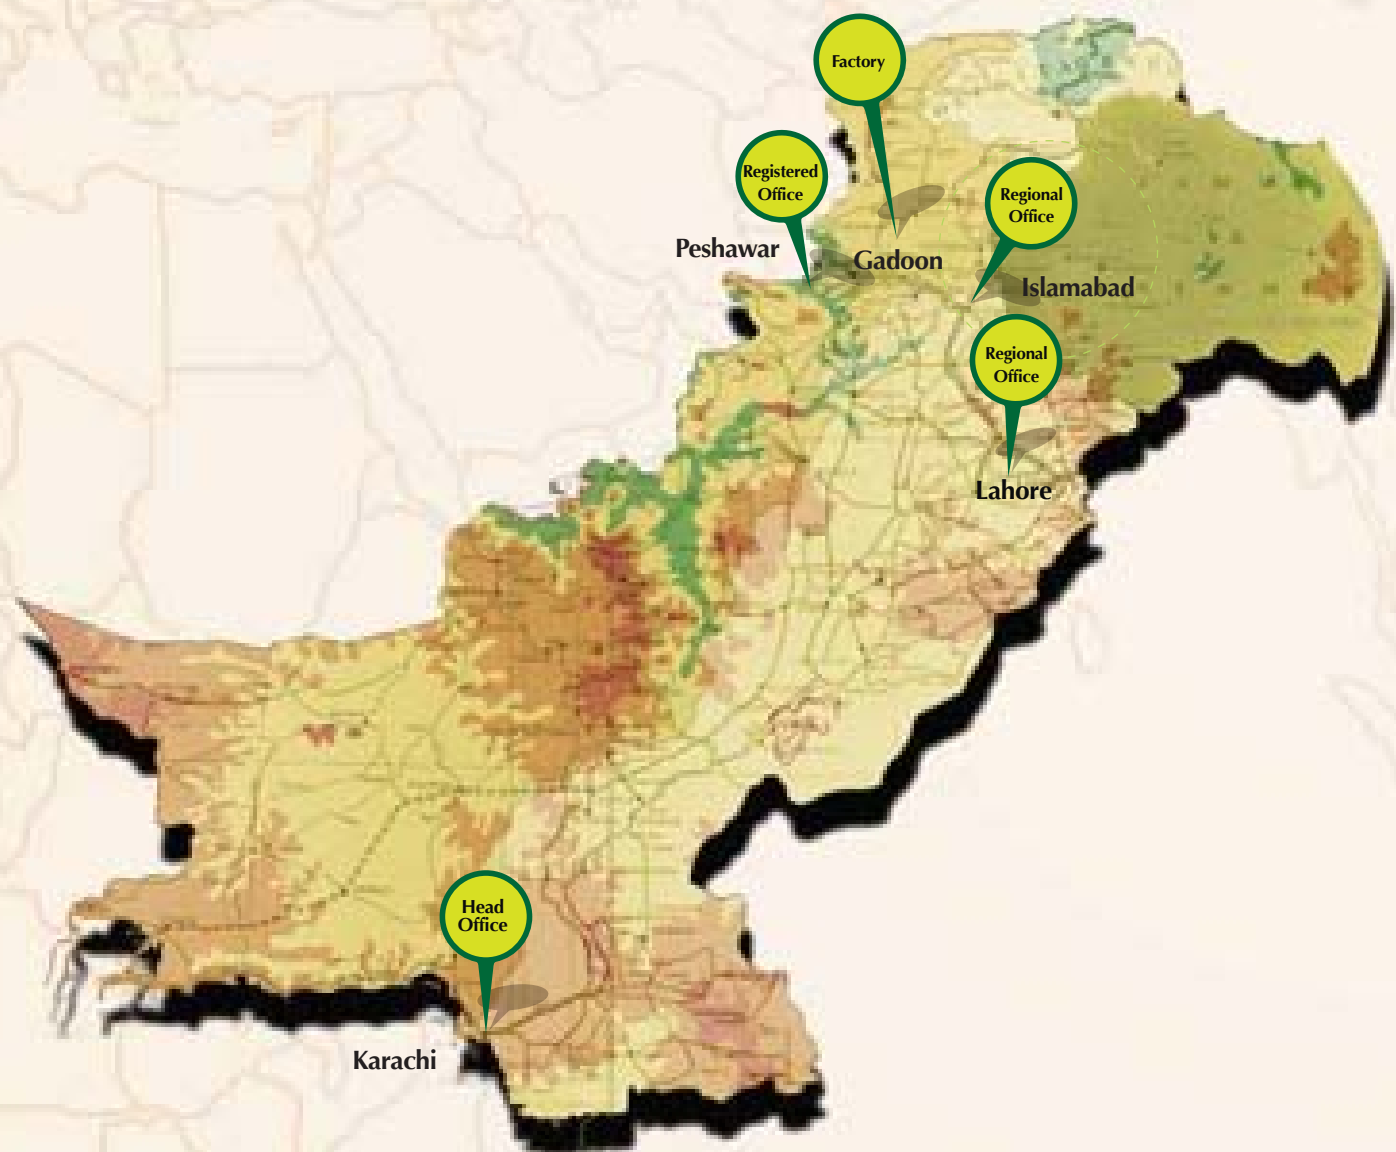 Factory
Registered
Office
Regional
Office
Peshawar
Gadoon
Islamabad
Regional
Office
Lahore
Head
Office
Karachi